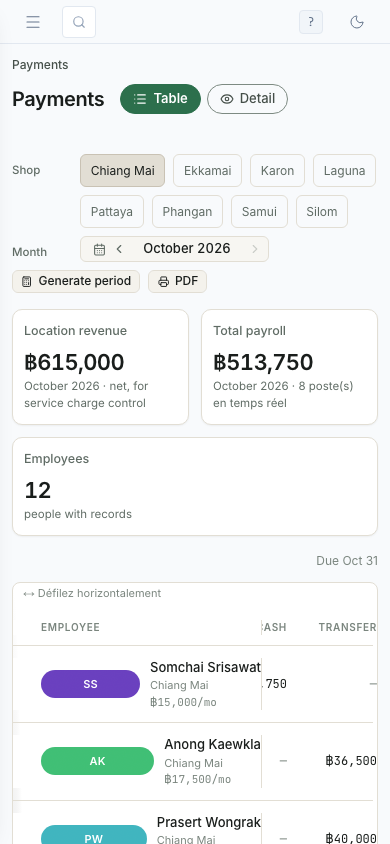 ?
Payments
Payments
Table
Detail
Shop
Chiang Mai
Ekkamai
Karon
Laguna
Pattaya
Phangan
Samui
Silom
Month
October 2026
Generate period
PDF
Location revenue
฿615,000
October 2026 · net, for
service charge control
Total payroll
฿513,750
October 2026 · 8 poste(s)
en temps réel
Employees
12
people with records
Due Oct 31
↔ Défilez horizontalement
EMPLOYEE
ASH
TRANSFER
SS
Somchai Srisawat
Chiang Mai
฿15,000/mo
.750
—
AK
Anong Kaewkla
Chiang Mai
฿17,500/mo
—
฿36,500
PW
Prasert Wongrak
Chiang Mai
฿40,000